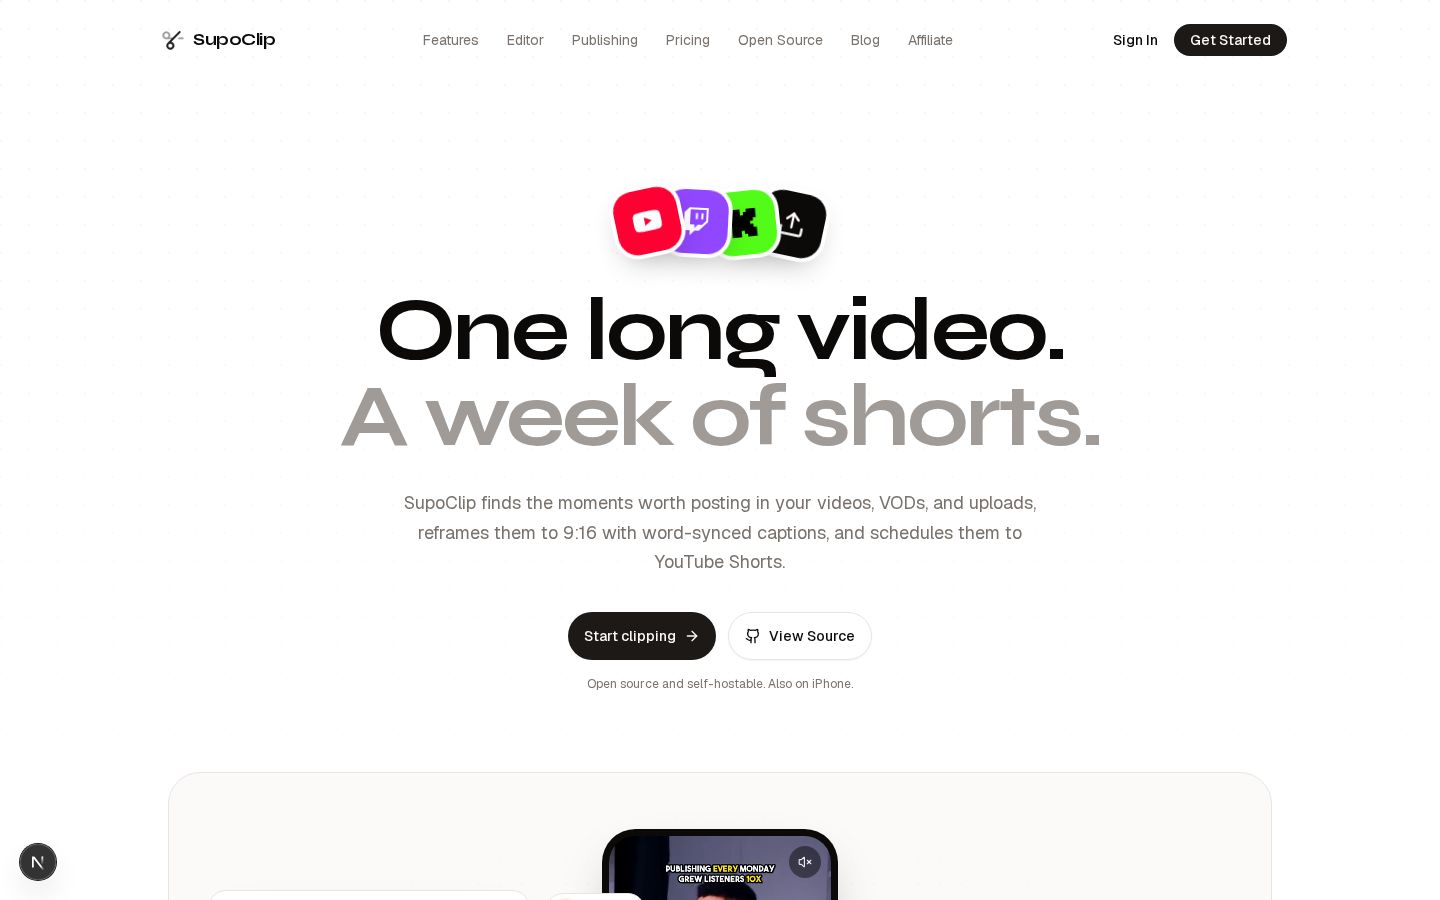 SupoClip
Features
Editor
Publishing
Pricing
Open Source
Blog
Affiliate
Sign In
Get Started
One long video.
A week of shorts.
SupoClip finds the moments worth posting in your videos, VODs, and uploads,
reframes them to 9:16 with word-synced captions, and schedules them to
YouTube Shorts.
Start clipping
View Source
Open source and self-hostable. Also on iPhone.
PUBLISHING EVERY MONDAY
GREW LISTENERS 10X
N